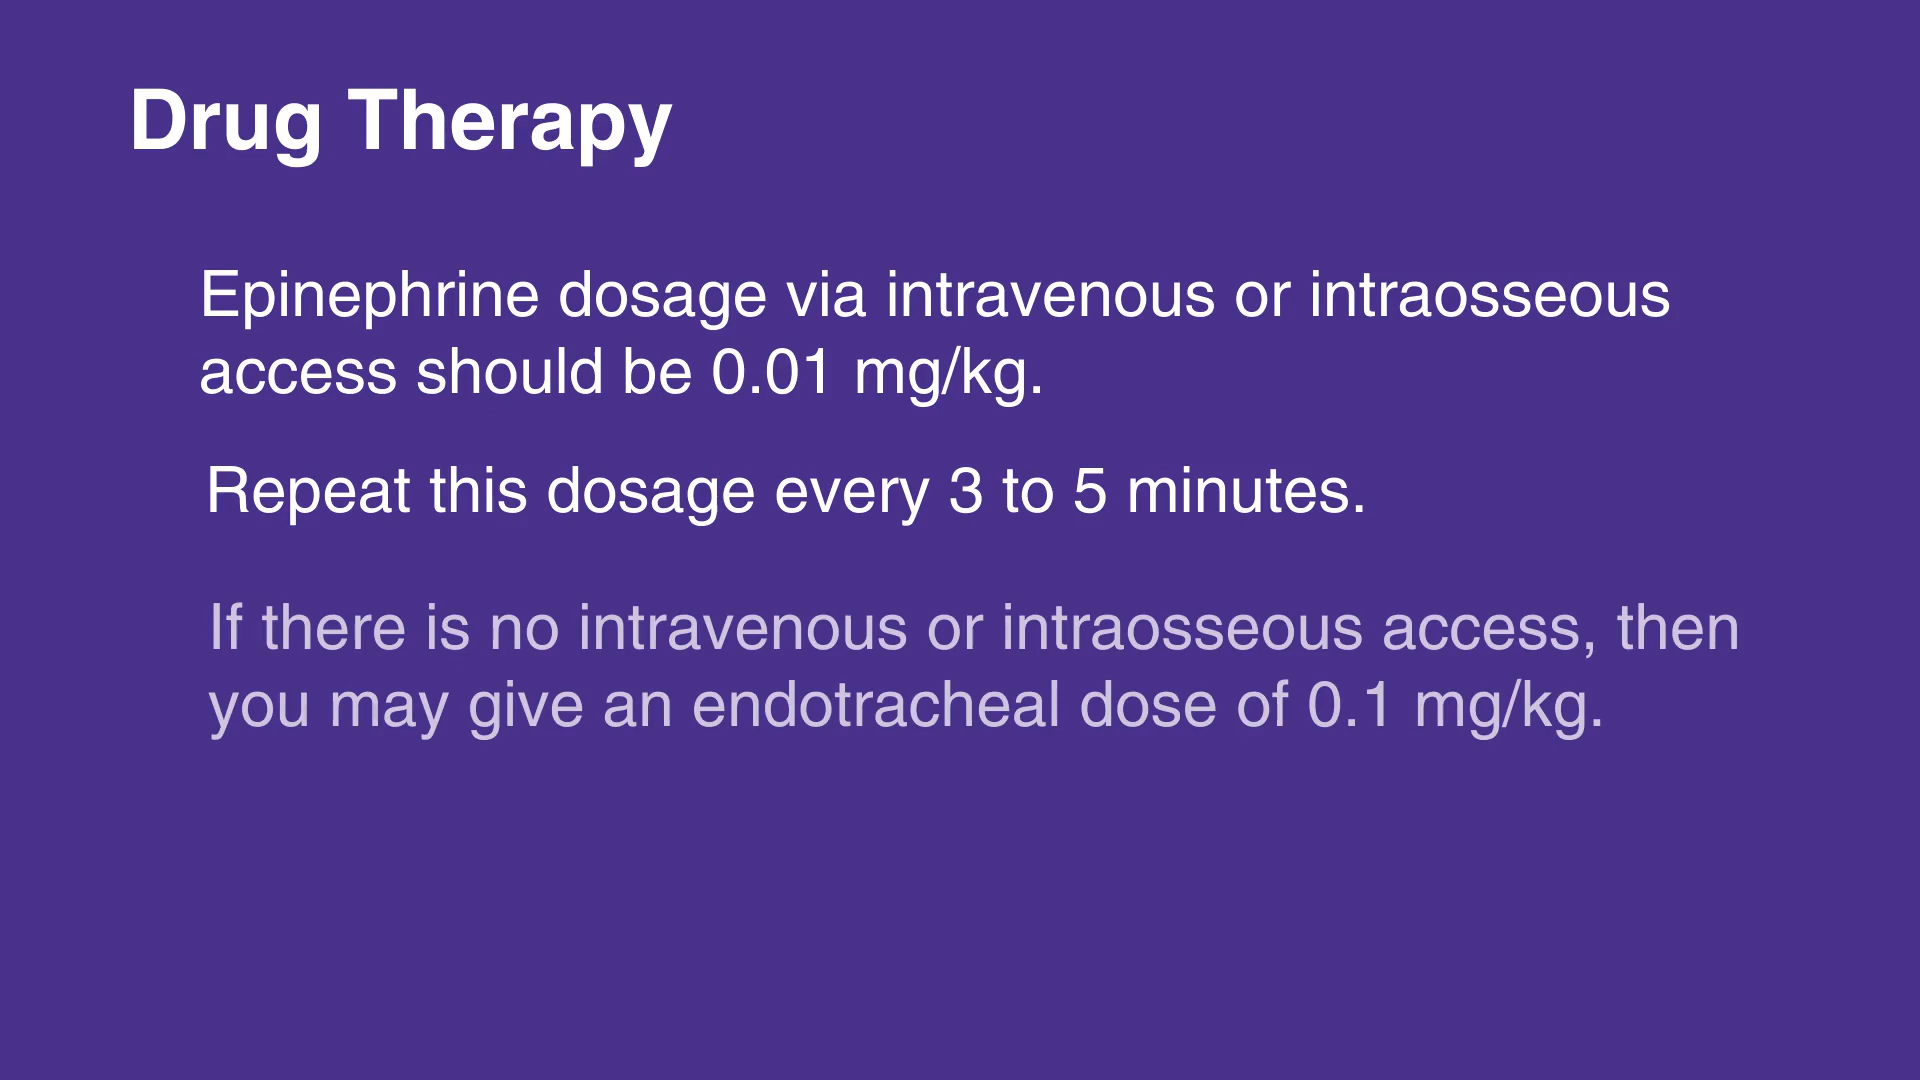 Drug Therapy
Epinephrine dosage via intravenous or intraosseous
access should be 0.01 mg/kg.
Repeat this dosage every 3 to 5 minutes.
If there is no intravenous or intraosseous access, then
you may give an endotracheal dose of 0.1 mg/kg.